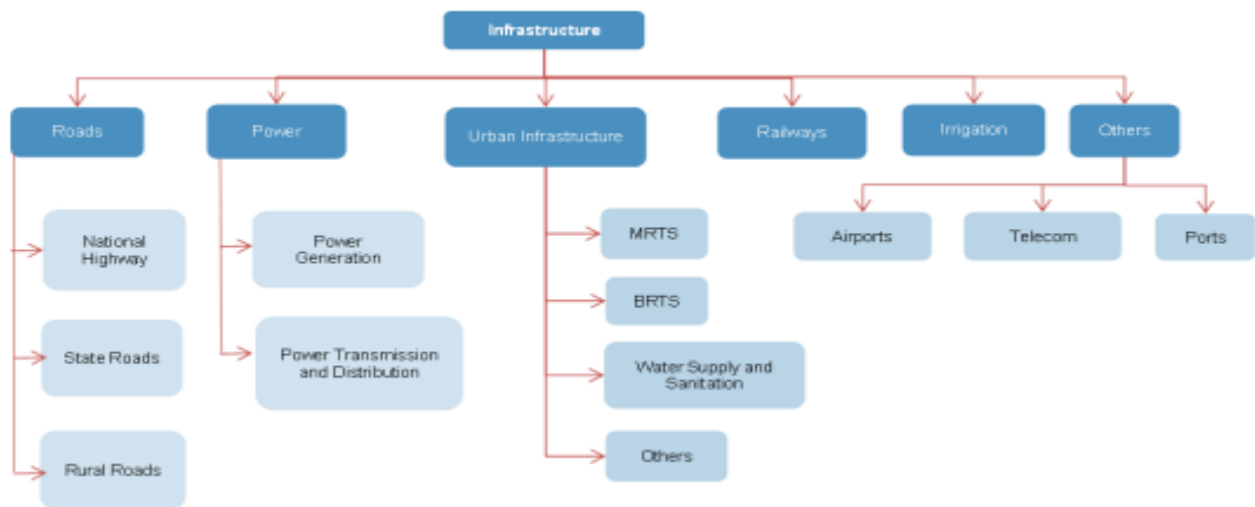 Infrastructure
Roads
Power
Urban Infrastructure
Railways
Irrigation
Others
National
Highway
State Roads
Rural Roads
Power
Generation
Power Transmission
and Distribution
MRTS
BRTS
Water Supply and
Sanitation
Others
Airports
Telecom
Ports